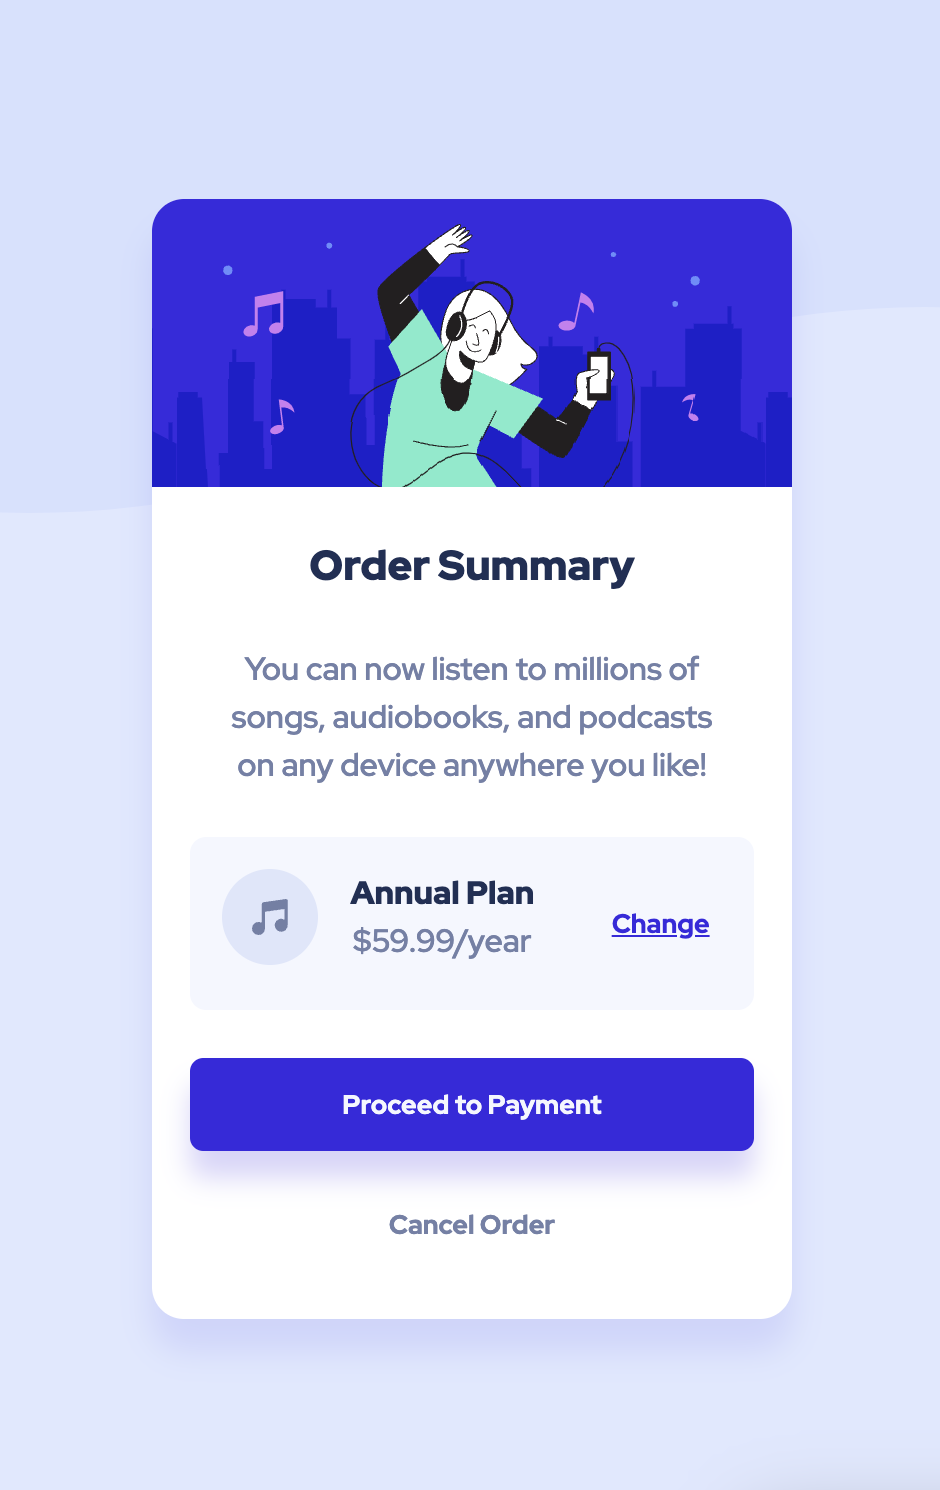 Order Summary
You can now listen to millions of
songs, audiobooks, and podcasts
on any device anywhere you like!
Annual Plan
$59.99/year
Change
Proceed to Payment
Cancel Order